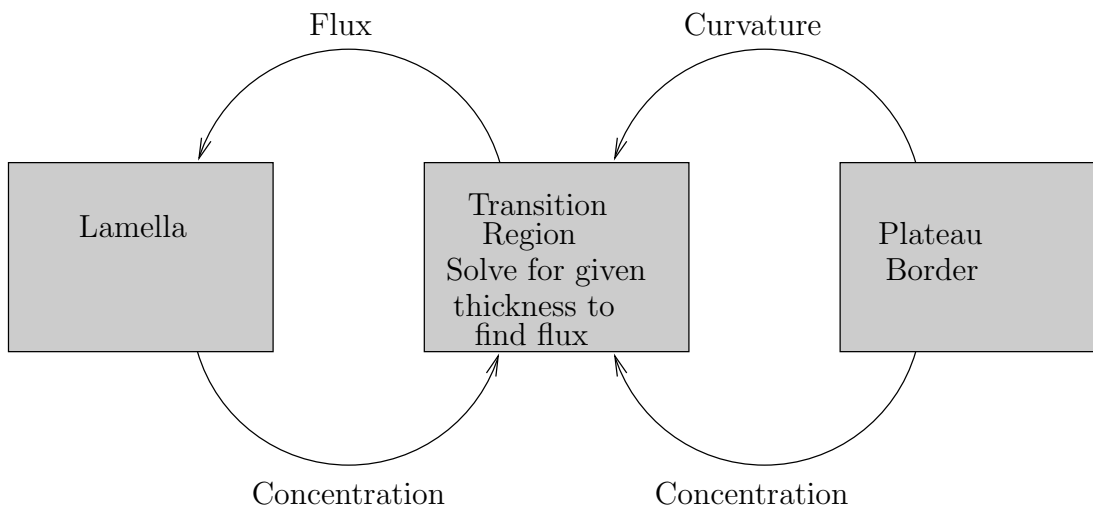 Flux
Curvature
Lamella
Transition
Region
Solve for given
thickness to
find flux
Plateau
Border
Concentration
Concentration